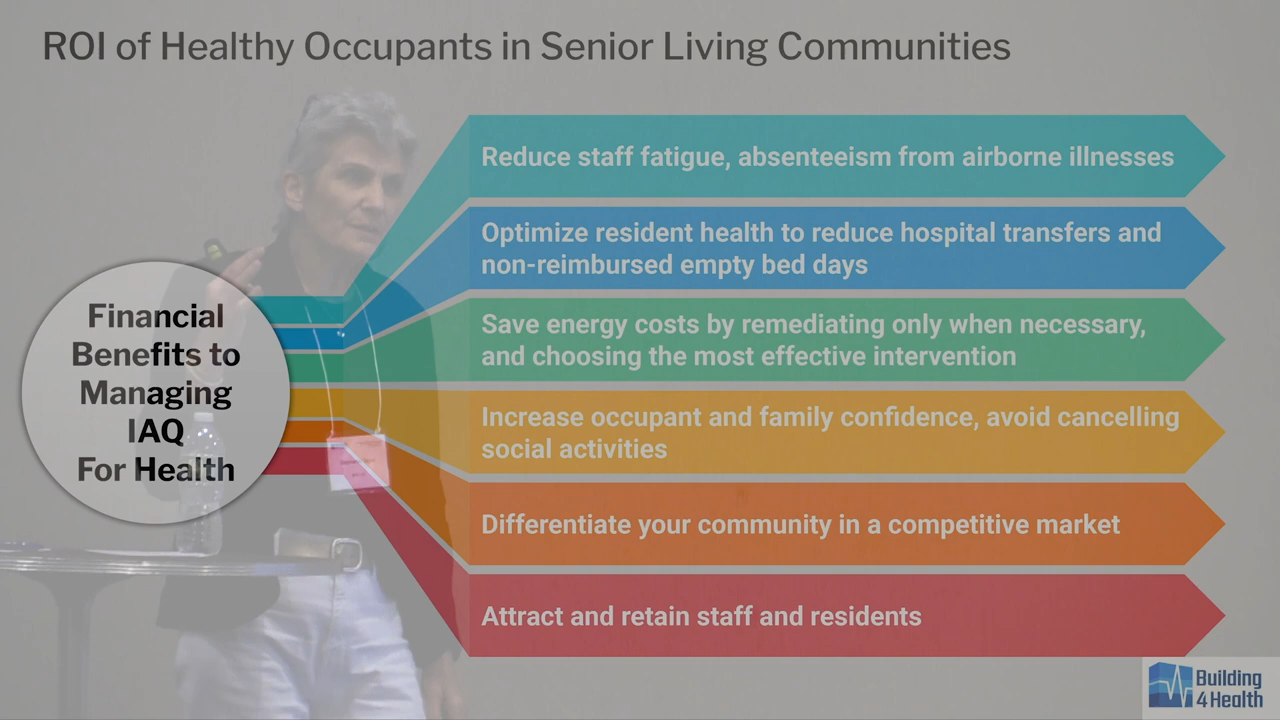 ROI of Healthy Occupants in Senior Living Communities
Financial
Benefits to
Managing
IAQ
For Health
Reduce staff fatigue, absenteeism from airborne illnesses
Optimize resident health to reduce hospital transfers and
non-reimbursed empty bed days
Save energy costs by remediating only when necessary,
and choosing the most effective intervention
Increase occupant and family confidence, avoid cancelling
social activities
Differentiate your community in a competitive market
Attract and retain staff and residents
Building
4 Health